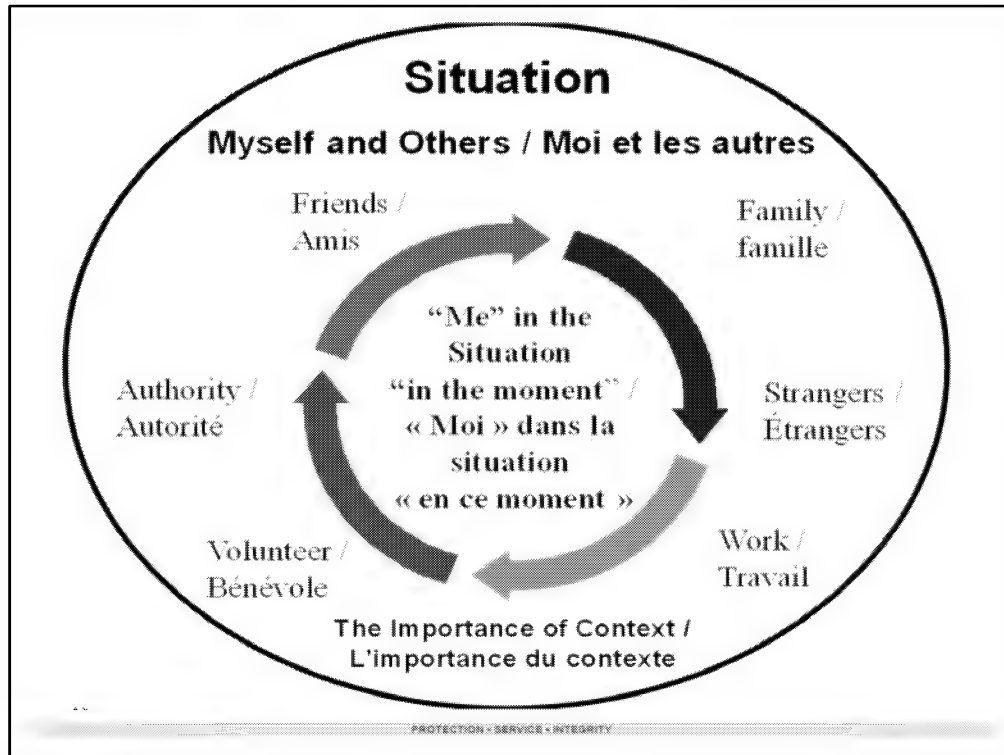 Situation
Myself and Others / Moi et les autres
Friends /
Amis
Family /
famille
“Me” in the
Situation
“in the moment” /
« Moi » dans la
situation
« en ce moment »
Authority /
Autorité
Strangers /
Étrangers
Volunteer /
Bénévole
Work /
Travail
The Importance of Context /
L'importance du contexte
PROTECTION • SERVICE • INTEGRITY